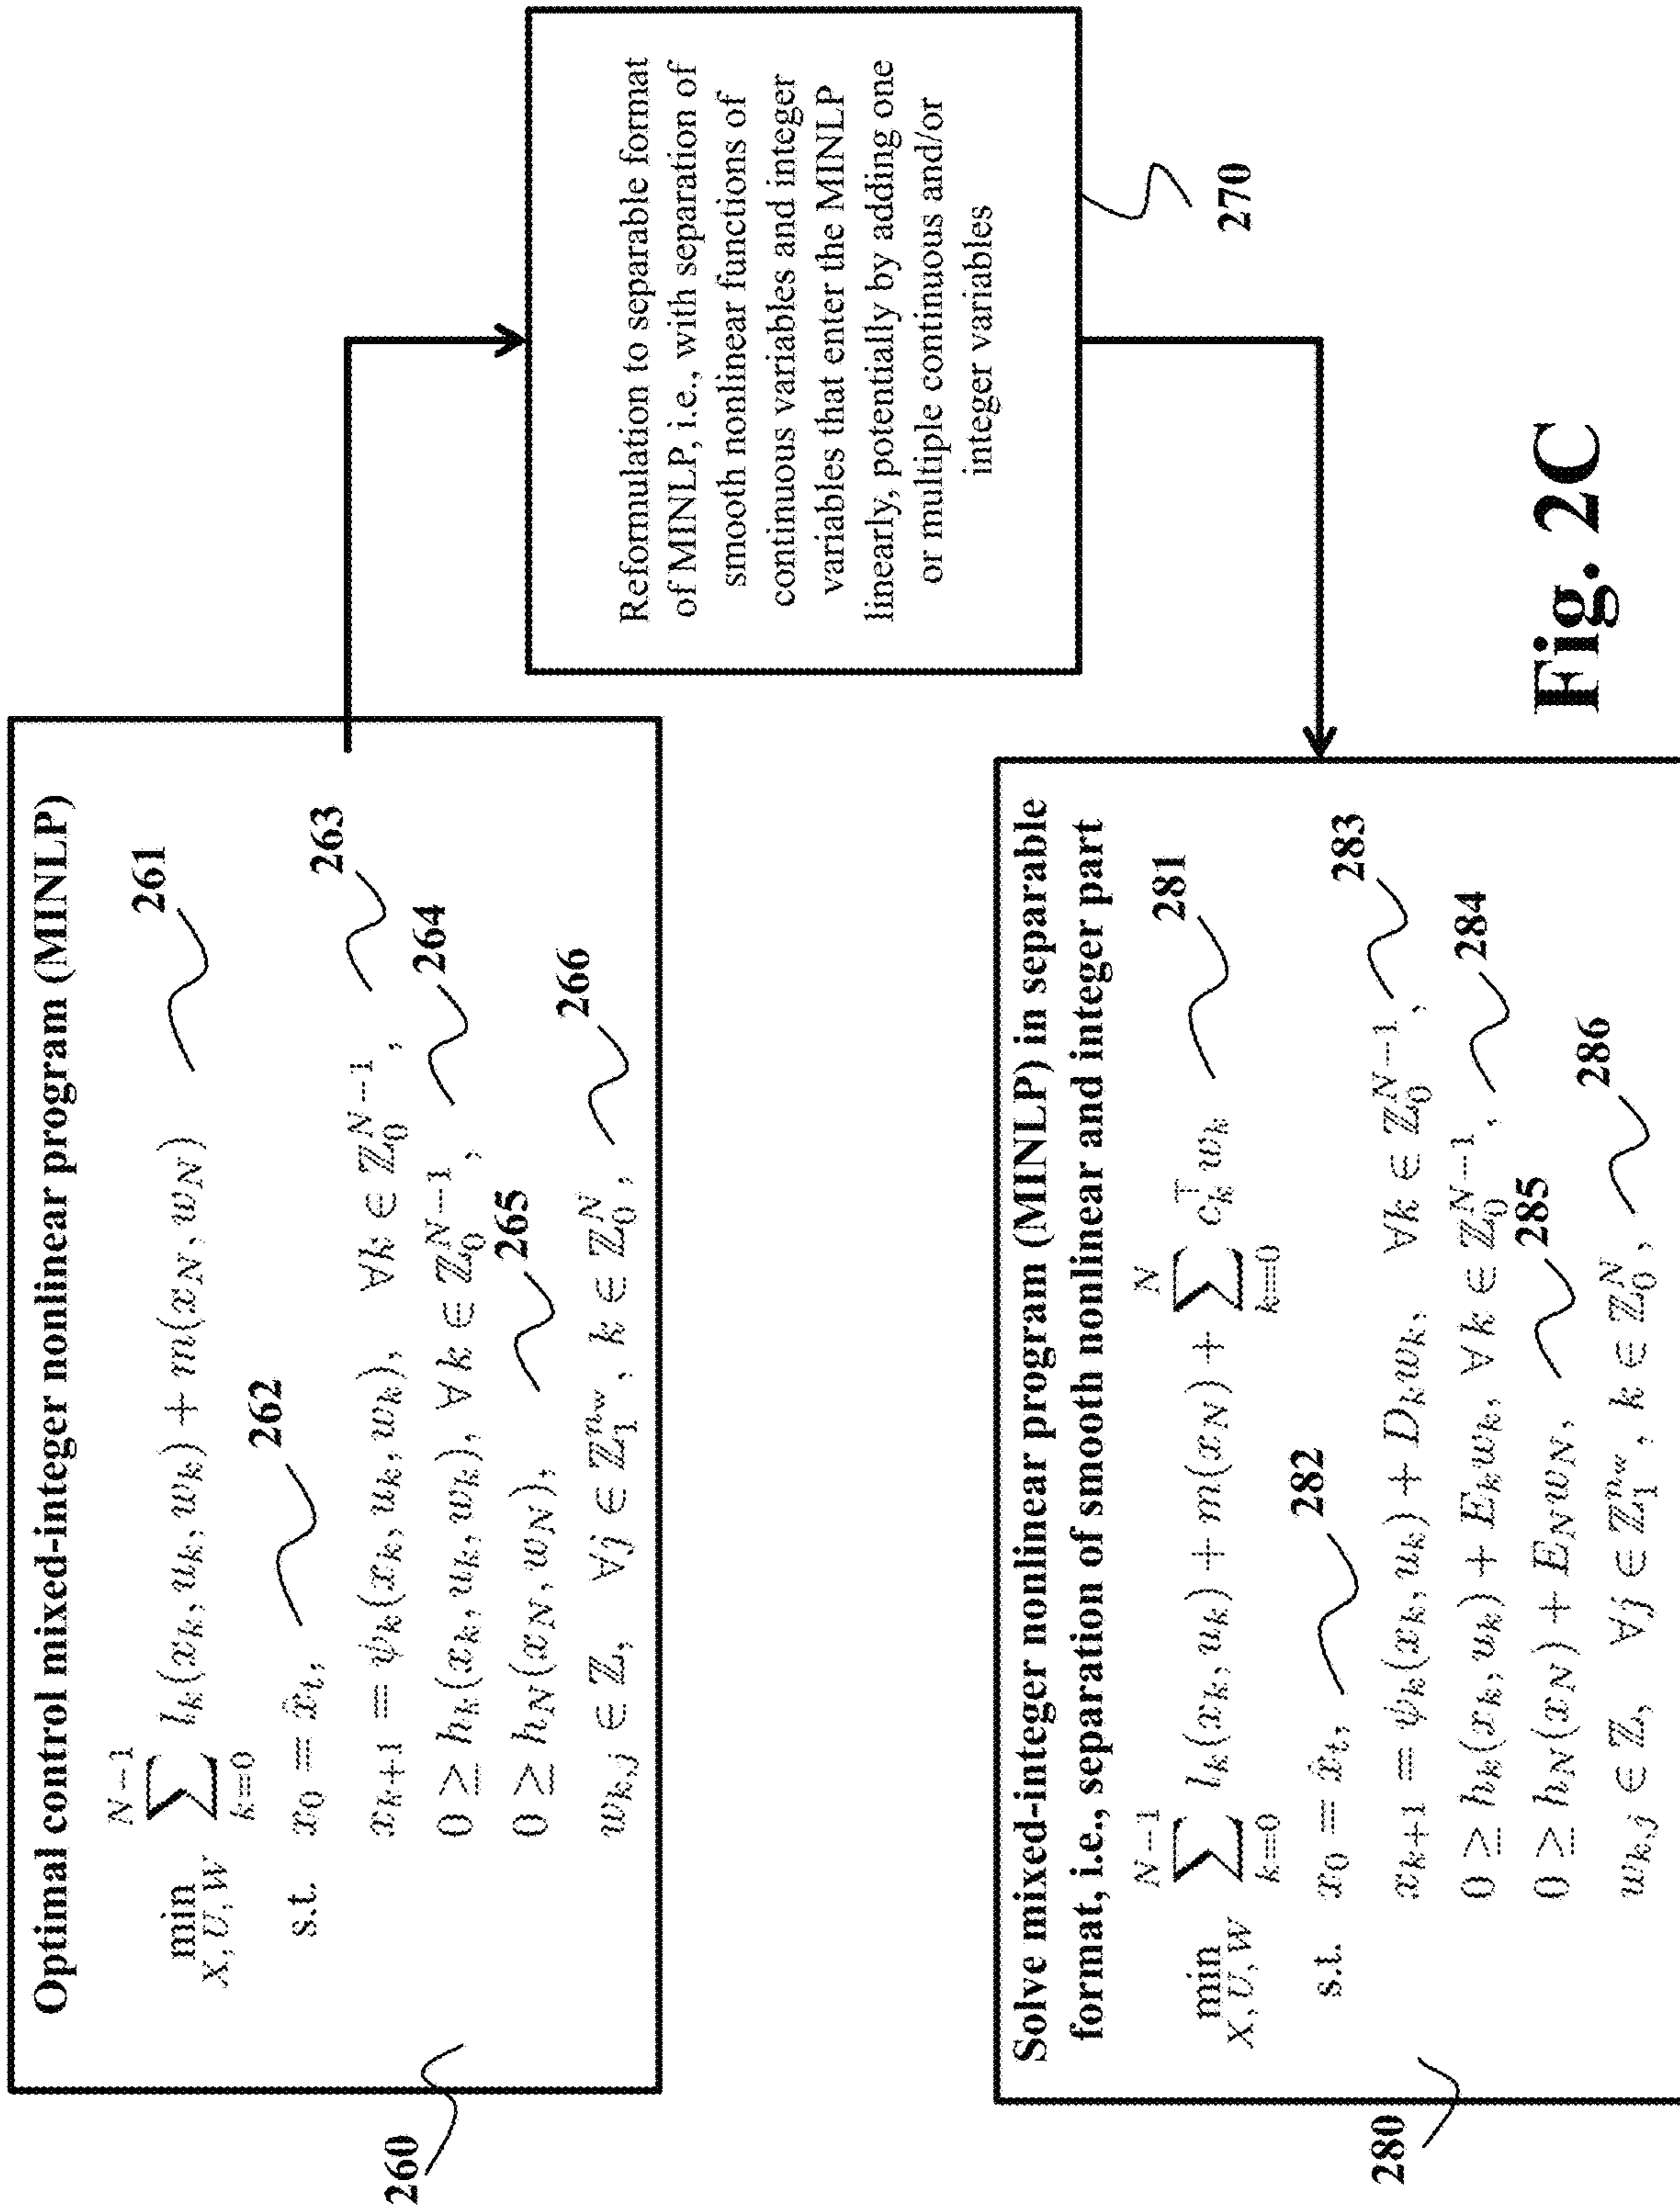 Optimal control mixed-integer nonlinear program (MINLP)
min_{X,U,W} \sum_{k=0}^{N-1} l_k(x_k, u_k, w_k) + m(x_N, w_N)
261
s.t. x_0 = \hat{x}_t,
262
x_{k+1} = ψ_k(x_k, u_k, w_k), ∀k ∈ ℤ_0^{N-1},
263
0 ≥ h_k(x_k, u_k, w_k), ∀k ∈ ℤ_0^{N-1},
264
0 ≥ h_N(x_N, w_N),
265
w_{k,j} ∈ ℤ, ∀j ∈ ℤ_1^{n_w}, k ∈ ℤ_0^N,
266
260
Reformulation to separable format
of MINLP, i.e., with separation of
smooth nonlinear functions of
continuous variables and integer
variables that enter the MINLP
linearly, potentially by adding one
or multiple continuous and/or
integer variables
270
Solve mixed-integer nonlinear program (MINLP) in separable
format, i.e., separation of smooth nonlinear and integer part
min_{X,U,W} \sum_{k=0}^{N-1} l_k(x_k, u_k) + m(x_N) + \sum_{k=0}^{N} c_k^⊤ w_k
281
s.t. x_0 = \hat{x}_t,
282
x_{k+1} = ψ_k(x_k, u_k) + D_k w_k, ∀k ∈ ℤ_0^{N-1},
283
0 ≥ h_k(x_k, u_k) + E_k w_k, ∀k ∈ ℤ_0^{N-1},
284
0 ≥ h_N(x_N) + E_N w_N,
285
w_{k,j} ∈ ℤ, ∀j ∈ ℤ_1^{n_w}, k ∈ ℤ_0^N,
286
280
Fig. 2C